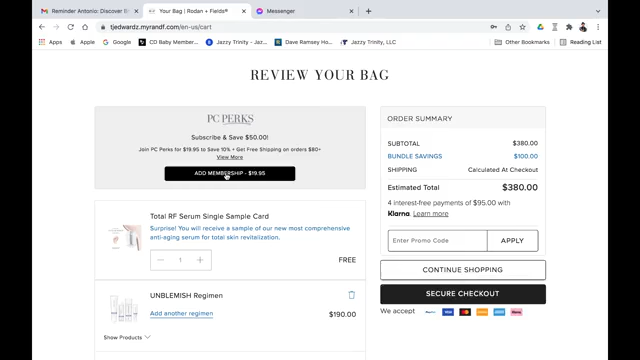 Reminder Antonio: Discover I
Your Bag | Rodan + Fields®
Messenger
tjedwardz.myrandf.com/en-us/cart
Apps
Apple
Google
CD Baby Member...
Jazzy Trinity - Das...
Dave Ramsey Ho...
Jazzy Trinity, LLC
Other Bookmarks
Reading List
REVIEW YOUR BAG
PC PERKS
Subscribe & Save $50.00!
Join PC Perks for $19.95 to Save 10% + Get Free Shipping on orders $80+
View More
ADD MEMBERSHIP - $19.95
Total RF Serum Single Sample Card
Surprise! You will receive a sample of our new most comprehensive
anti-aging serum for total skin revitalization.
1
FREE
UNBLEMISH Regimen
Add another regimen
$190.00
Show Products
ORDER SUMMARY
SUBTOTAL $380.00
BUNDLE SAVINGS $100.00
SHIPPING Calculated At Checkout
Estimated Total $380.00
4 interest-free payments of $95.00 with
Klarna. Learn more
Enter Promo Code APPLY
CONTINUE SHOPPING
SECURE CHECKOUT
We accept